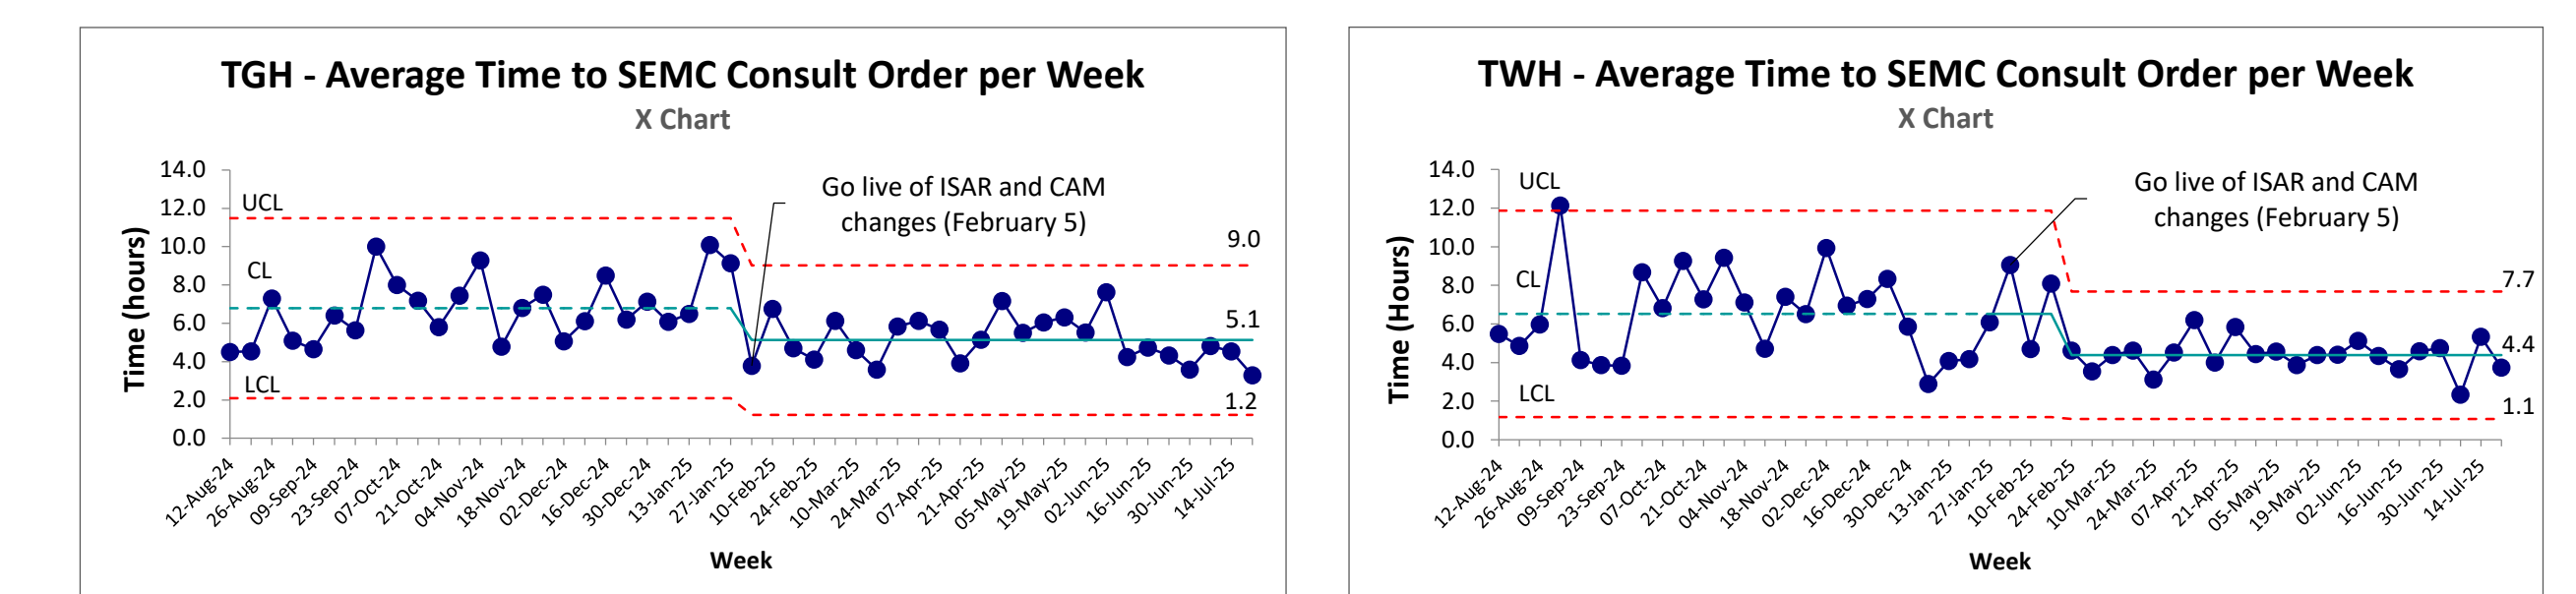 TGH - Average Time to SEMC Consult Order per Week
X Chart
Time (hours)
14.0
12.0
10.0
8.0
6.0
4.0
2.0
0.0
UCL
CL
LCL
Go live of ISAR and CAM
changes (February 5)
9.0
5.1
1.2
12-Aug-24
26-Aug-24
09-Sep-24
23-Sep-24
07-Oct-24
21-Oct-24
04-Nov-24
18-Nov-24
02-Dec-24
16-Dec-24
30-Dec-24
13-Jan-25
27-Jan-25
10-Feb-25
24-Feb-25
10-Mar-25
24-Mar-25
07-Apr-25
21-Apr-25
05-May-25
19-May-25
02-Jun-25
16-Jun-25
30-Jun-25
14-Jul-25
Week
TWH - Average Time to SEMC Consult Order per Week
X Chart
Time (Hours)
14.0
12.0
10.0
8.0
6.0
4.0
2.0
0.0
UCL
CL
LCL
Go live of ISAR and CAM
changes (February 5)
7.7
4.4
1.1
12-Aug-24
26-Aug-24
09-Sep-24
23-Sep-24
07-Oct-24
21-Oct-24
04-Nov-24
18-Nov-24
02-Dec-24
16-Dec-24
30-Dec-24
13-Jan-25
27-Jan-25
10-Feb-25
24-Feb-25
10-Mar-25
24-Mar-25
07-Apr-25
21-Apr-25
05-May-25
19-May-25
02-Jun-25
16-Jun-25
30-Jun-25
14-Jul-25
Week